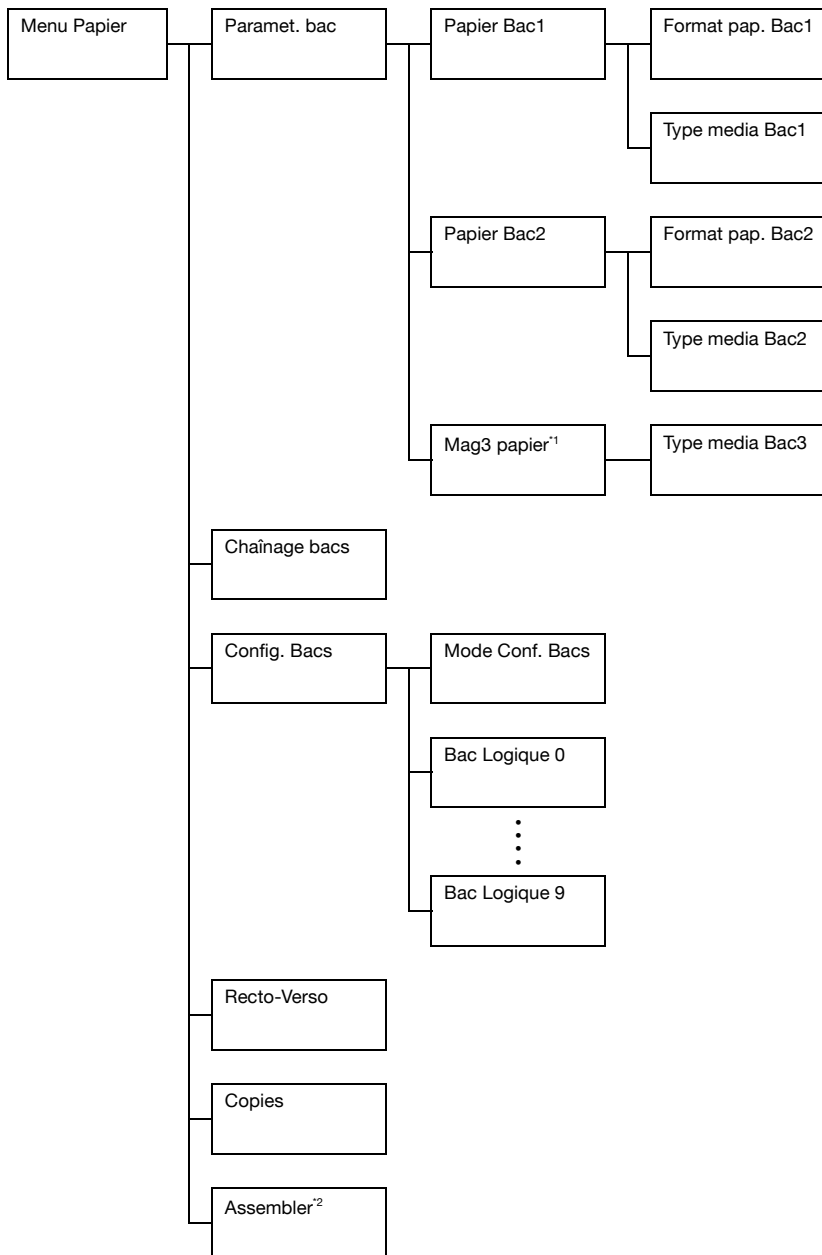 Menu Papier
Paramet. bac
Papier Bac1
Format pap. Bac1
Type media Bac1
Papier Bac2
Format pap. Bac2
Type media Bac2
Mag3 papier*1
Type media Bac3
Chaînage bacs
Config. Bacs
Mode Conf. Bacs
Bac Logique 0
Bac Logique 9
Recto-Verso
Copies
Assembler*2